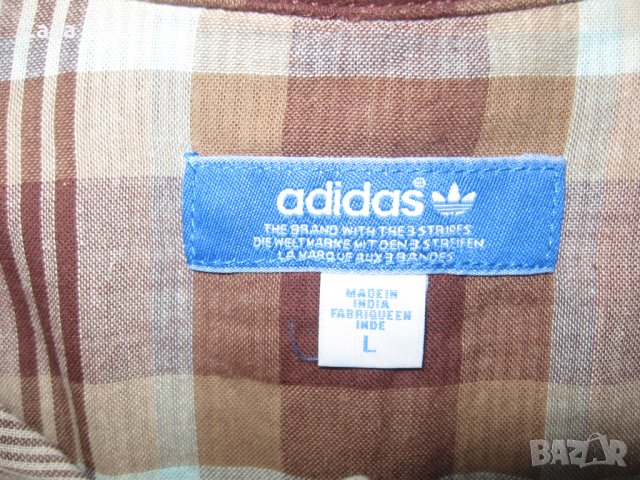 adidas®
THE BRAND WITH THE 3 STRIPES
DIE WELTMARKE MIT DEN 3 STREIFEN
LA MARQUE AUX 3 BANDES
MADE IN
INDIA
FABRIQUE EN
INDE
L
BAZAR